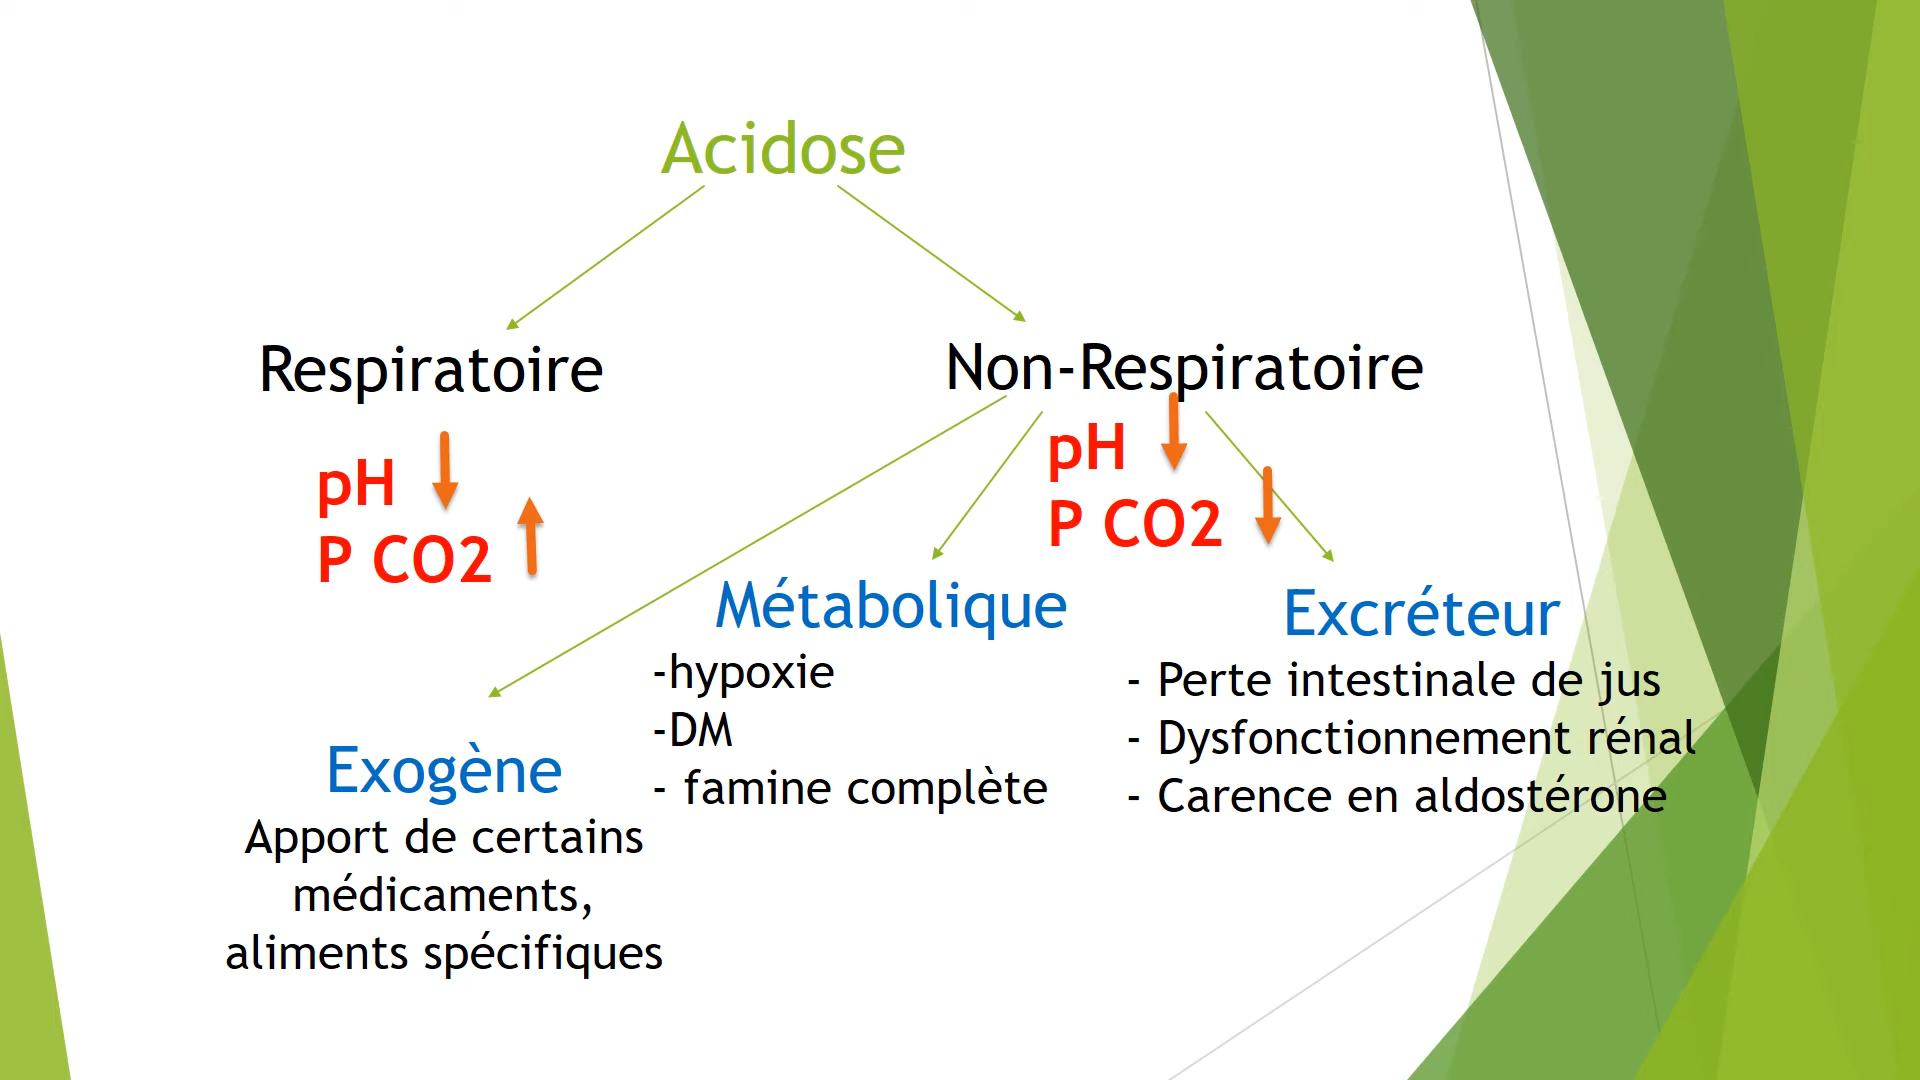 Acidose
Respiratoire
pH
P CO2
Non-Respiratoire
pH
P CO2
Exogène
Apport de certains
médicaments,
aliments spécifiques
Métabolique
-hypoxie
-DM
- famine complète
Excréteur
- Perte intestinale de jus
- Dysfonctionnement rénal
- Carence en aldostérone